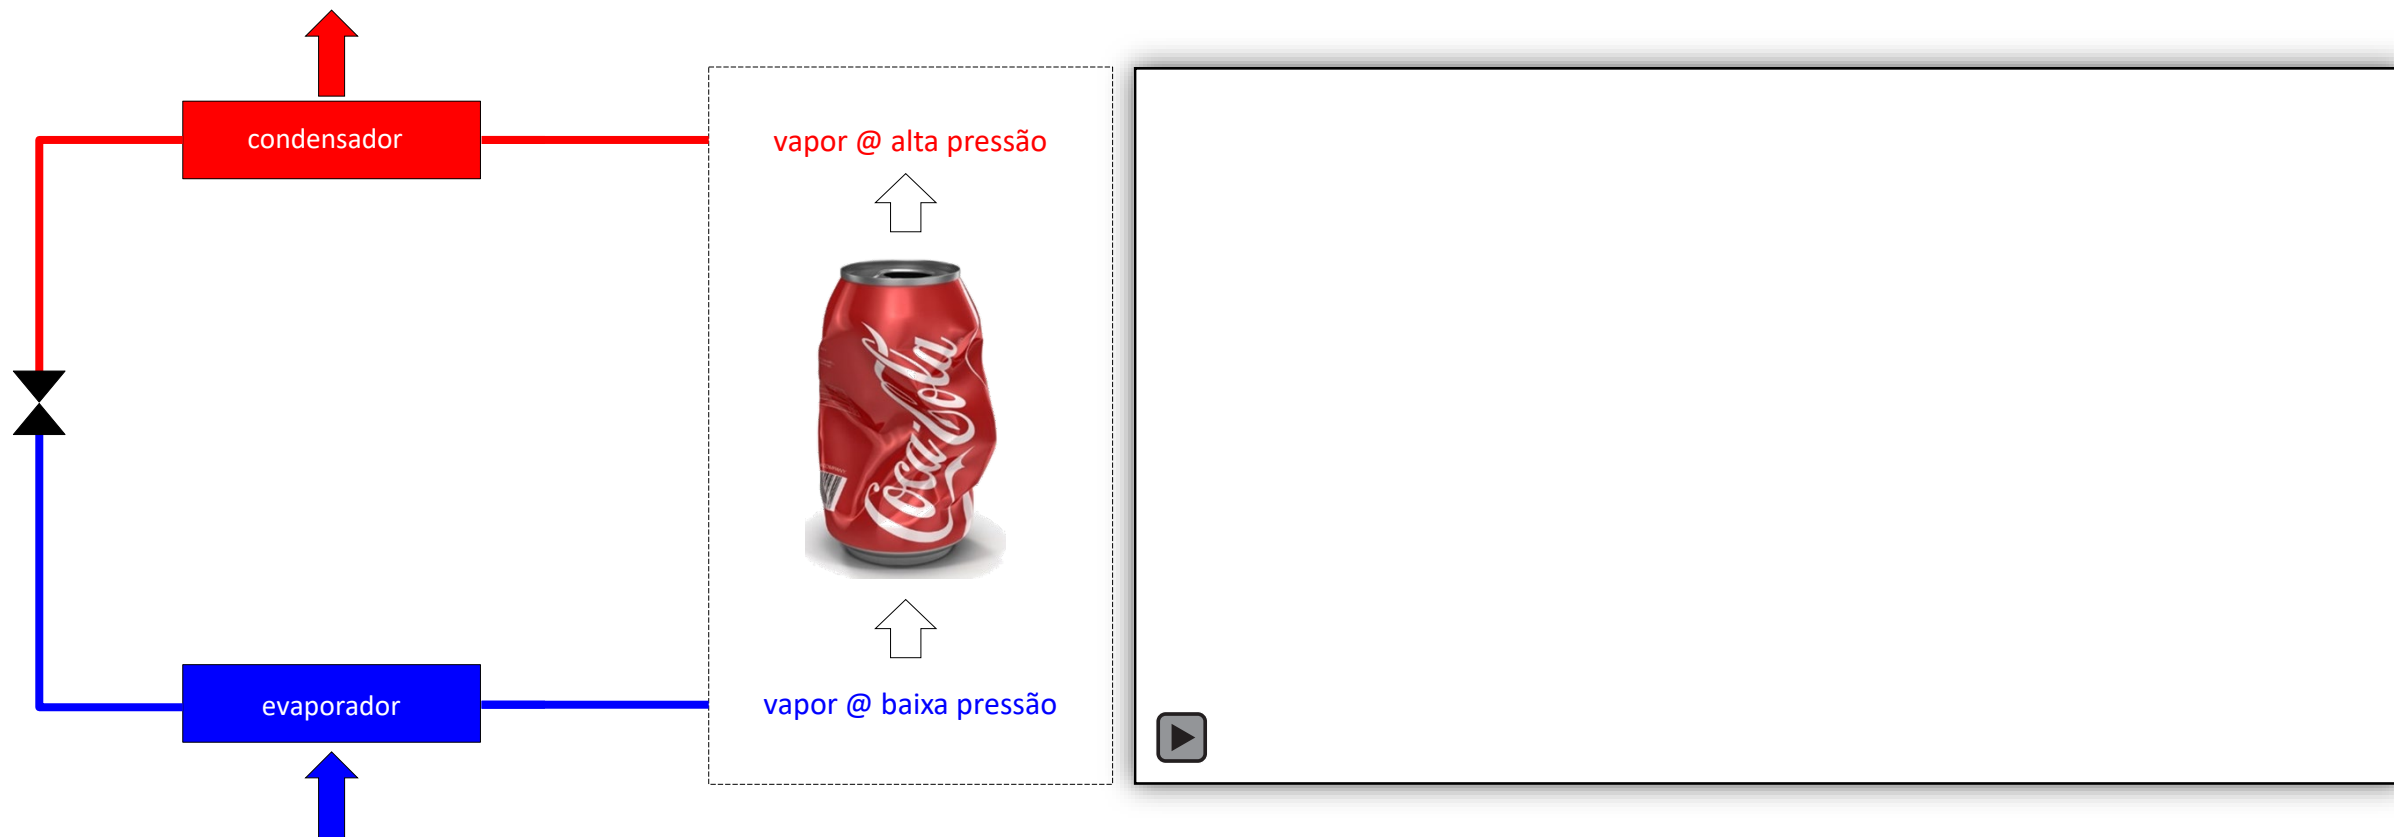 condensador
vapor @ alta pressão
Coca-Cola
evaporador
vapor @ baixa pressão